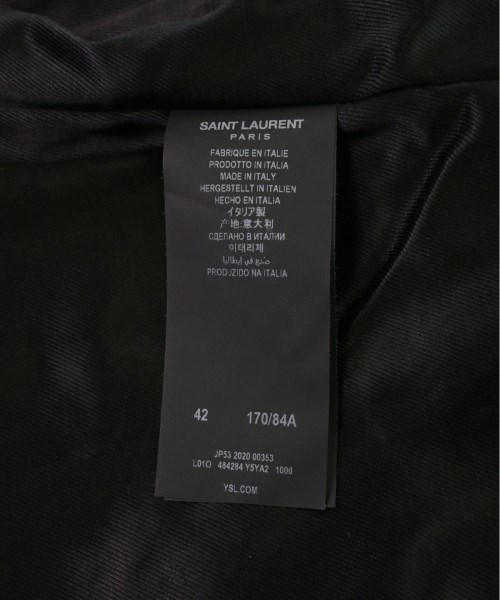 SAINT LAURENT
PARIS
FABRIQUE EN ITALIE
PRODOTTO IN ITALIA
MADE IN ITALY
HERGESTELLT IN ITALIEN
HECHO EN ITALIA
イタリア製
产地:意大利
СДЕЛАНО В ИТАЛИИ
이태리제
صنع في إيطاليا
PRODUZIDO NA ITALIA
42 170/84A
JP53 2020 00353
L01O 484284 Y5YA2 1000
YSL.COM